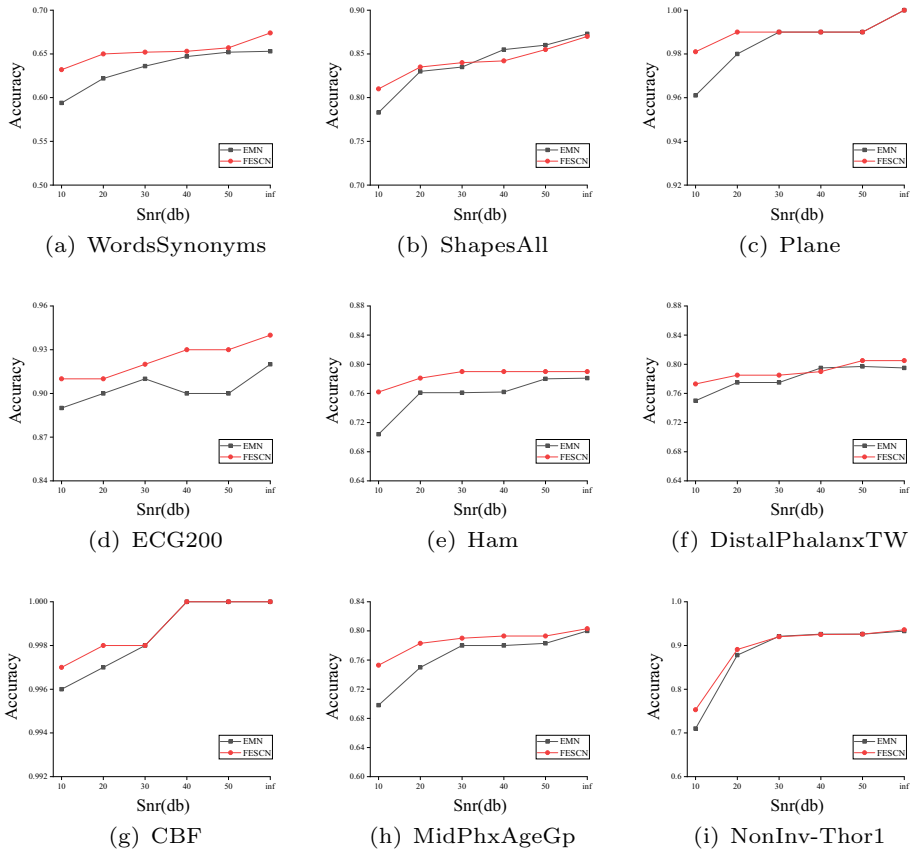 0.70
0.65
0.60
0.55
0.50
Accuracy
EMN
FESCN
10 20 30 40 50 inf
Snr(db)
(a) WordsSynonyms
0.90
0.85
0.80
0.75
0.70
Accuracy
EMN
FESCN
10 20 30 40 50 inf
Snr(db)
(b) ShapesAll
1.00
0.98
0.96
0.94
0.92
Accuracy
EMN
FESCN
10 20 30 40 50 inf
Snr(db)
(c) Plane
0.96
0.93
0.90
0.87
0.84
Accuracy
EMN
FESCN
10 20 30 40 50 inf
Snr(db)
(d) ECG200
0.88
0.84
0.80
0.76
0.72
0.68
0.64
Accuracy
EMN
FESCN
10 20 30 40 50 inf
Snr(db)
(e) Ham
0.88
0.84
0.80
0.76
0.72
0.68
0.64
Accuracy
EMN
FESCN
10 20 30 40 50 inf
Snr(db)
(f) DistalPhalanxTW
1.000
0.998
0.996
0.994
0.992
Accuracy
EMN
FESCN
10 20 30 40 50 inf
Snr(db)
(g) CBF
0.84
0.80
0.76
0.72
0.68
0.64
0.60
Accuracy
EMN
FESCN
10 20 30 40 50 inf
Snr(db)
(h) MidPhxAgeGp
1.0
0.9
0.8
0.7
0.6
Accuracy
EMN
FESCN
10 20 30 40 50 inf
Snr(db)
(i) NonInv-Thor1